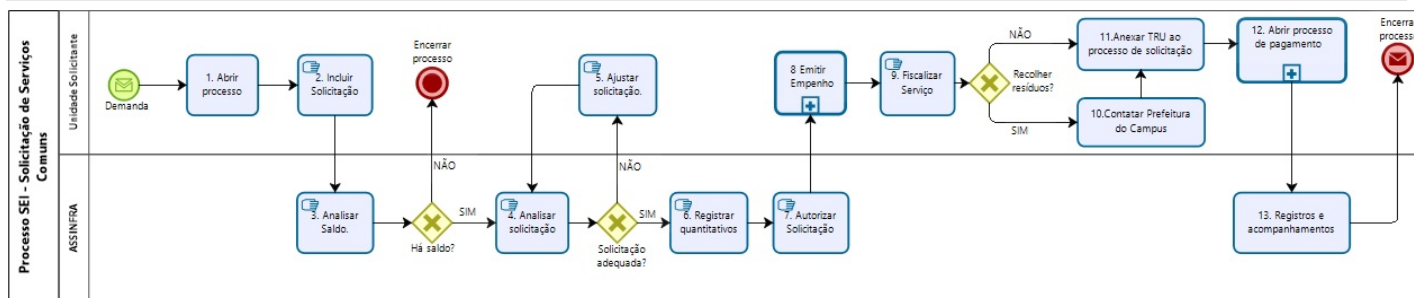 Processo SEI - Solicitação de Serviços
Comuns
Unidade Solicitante
Demanda
1. Abrir
processo
2. Incluir
Solicitação
Encerrar
processo
NÃO
5. Ajustar
solicitação.
NÃO
8 Emitir
Empenho
9. Fiscalizar
Serviço
NÃO
Recolher
resíduos?
SIM
11.Anexar TRU ao
processo de solicitação
10.Contatar Prefeitura
do Campus
12. Abrir processo
de pagamento
Encerra
processo
ASSINFRA
3. Analisar
Saldo.
Há saldo?
SIM
4. Analisar
solicitação
Solicitação
adequada?
SIM
6. Registrar
quantitativos
7. Autorizar
Solicitação
13. Registros e
acompanhamentos